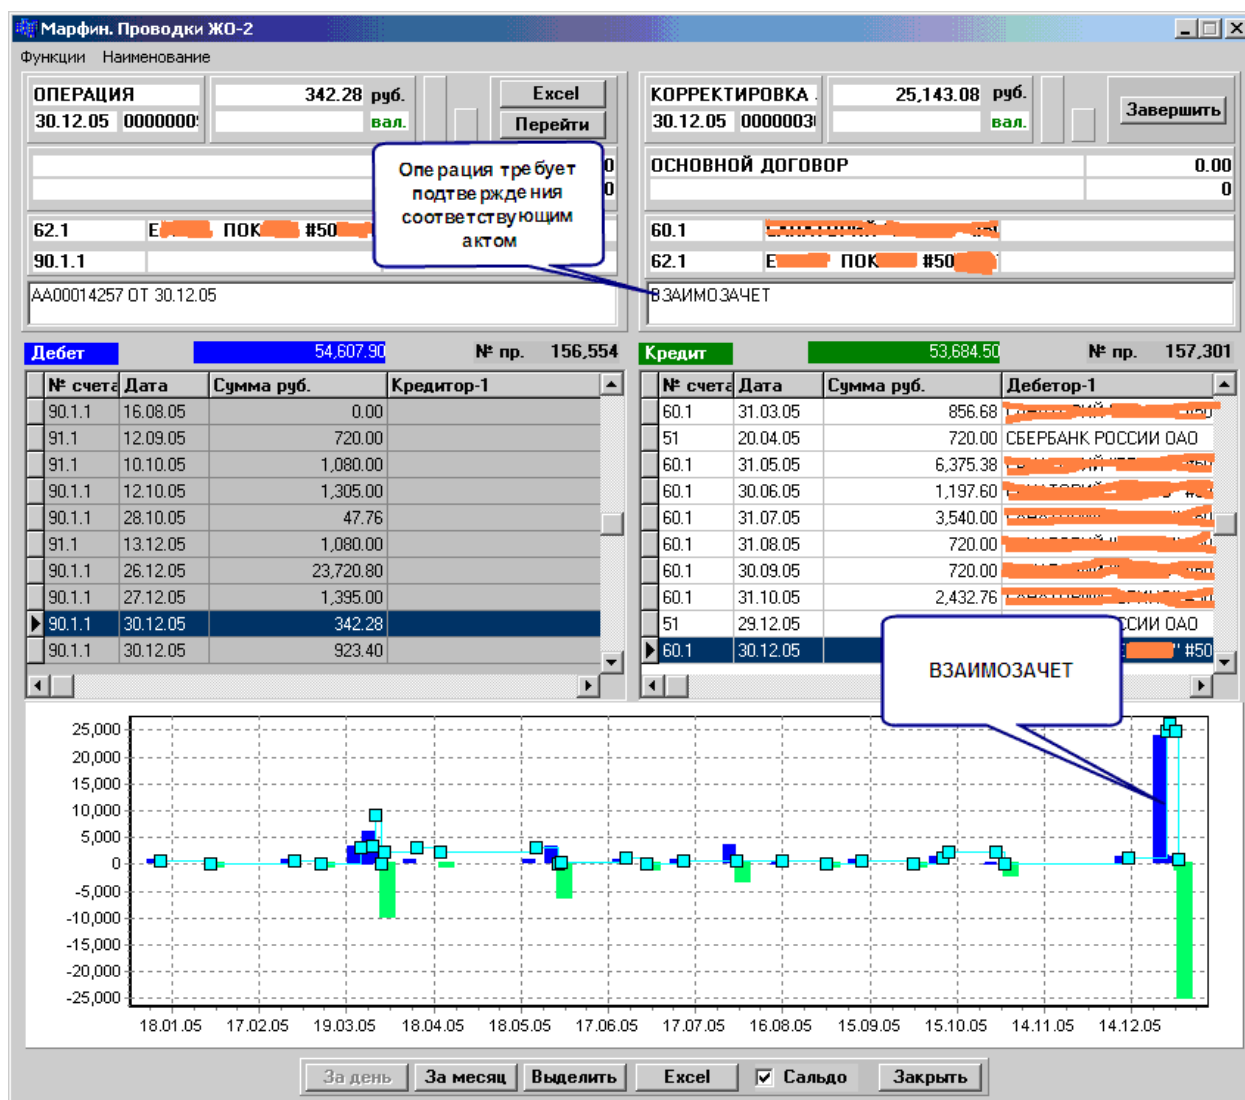 Марфин. Проводки ЖО-2
Функции Наименование
ОПЕРАЦИЯ 342.28 руб. Excel
30.12.05 вал. Перейти
КОРРЕКТИРОВКА 25,143.08 руб. Завершить
30.12.05 вал.
Операция требует
подтверждения
соответствующим
актом
ОСНОВНОЙ ДОГОВОР 0.00
0
62.1 ПОК #50
90.1.1
60.1
62.1 Е ПОК #50
АА00014257 ОТ 30.12.05
ВЗАИМОЗАЧЕТ
Дебет 54,607.90 № пр. 156,554
Кредит 53,684.50 № пр. 157,301
№ счета Дата Сумма руб. Кредитор-1
90.1.1 16.08.05 0.00
91.1 12.09.05 720.00
91.1 10.10.05 1,080.00
90.1.1 12.10.05 1,305.00
90.1.1 28.10.05 47.76
91.1 13.12.05 1,080.00
90.1.1 26.12.05 23,720.80
90.1.1 27.12.05 1,395.00
90.1.1 30.12.05 342.28
90.1.1 30.12.05 923.40
№ счета Дата Сумма руб. Дебетор-1
60.1 31.03.05 856.68
51 20.04.05 720.00 СБЕРБАНК РОССИИ ОАО
60.1 31.05.05 6,375.38
60.1 30.06.05 1,197.60
60.1 31.07.05 3,540.00
60.1 31.08.05 720.00
60.1 30.09.05 720.00
60.1 31.10.05 2,432.76
51 29.12.05 ОАО
60.1 30.12.05 #50
ВЗАИМОЗАЧЕТ
25,000
20,000
15,000
10,000
5,000
0
-5,000
-10,000
-15,000
-20,000
-25,000
18.01.05 17.02.05 19.03.05 18.04.05 18.05.05 17.06.05 17.07.05 16.08.05 15.09.05 15.10.05 14.11.05 14.12.05
За день За месяц Выделить Excel Сальдо Закрыть